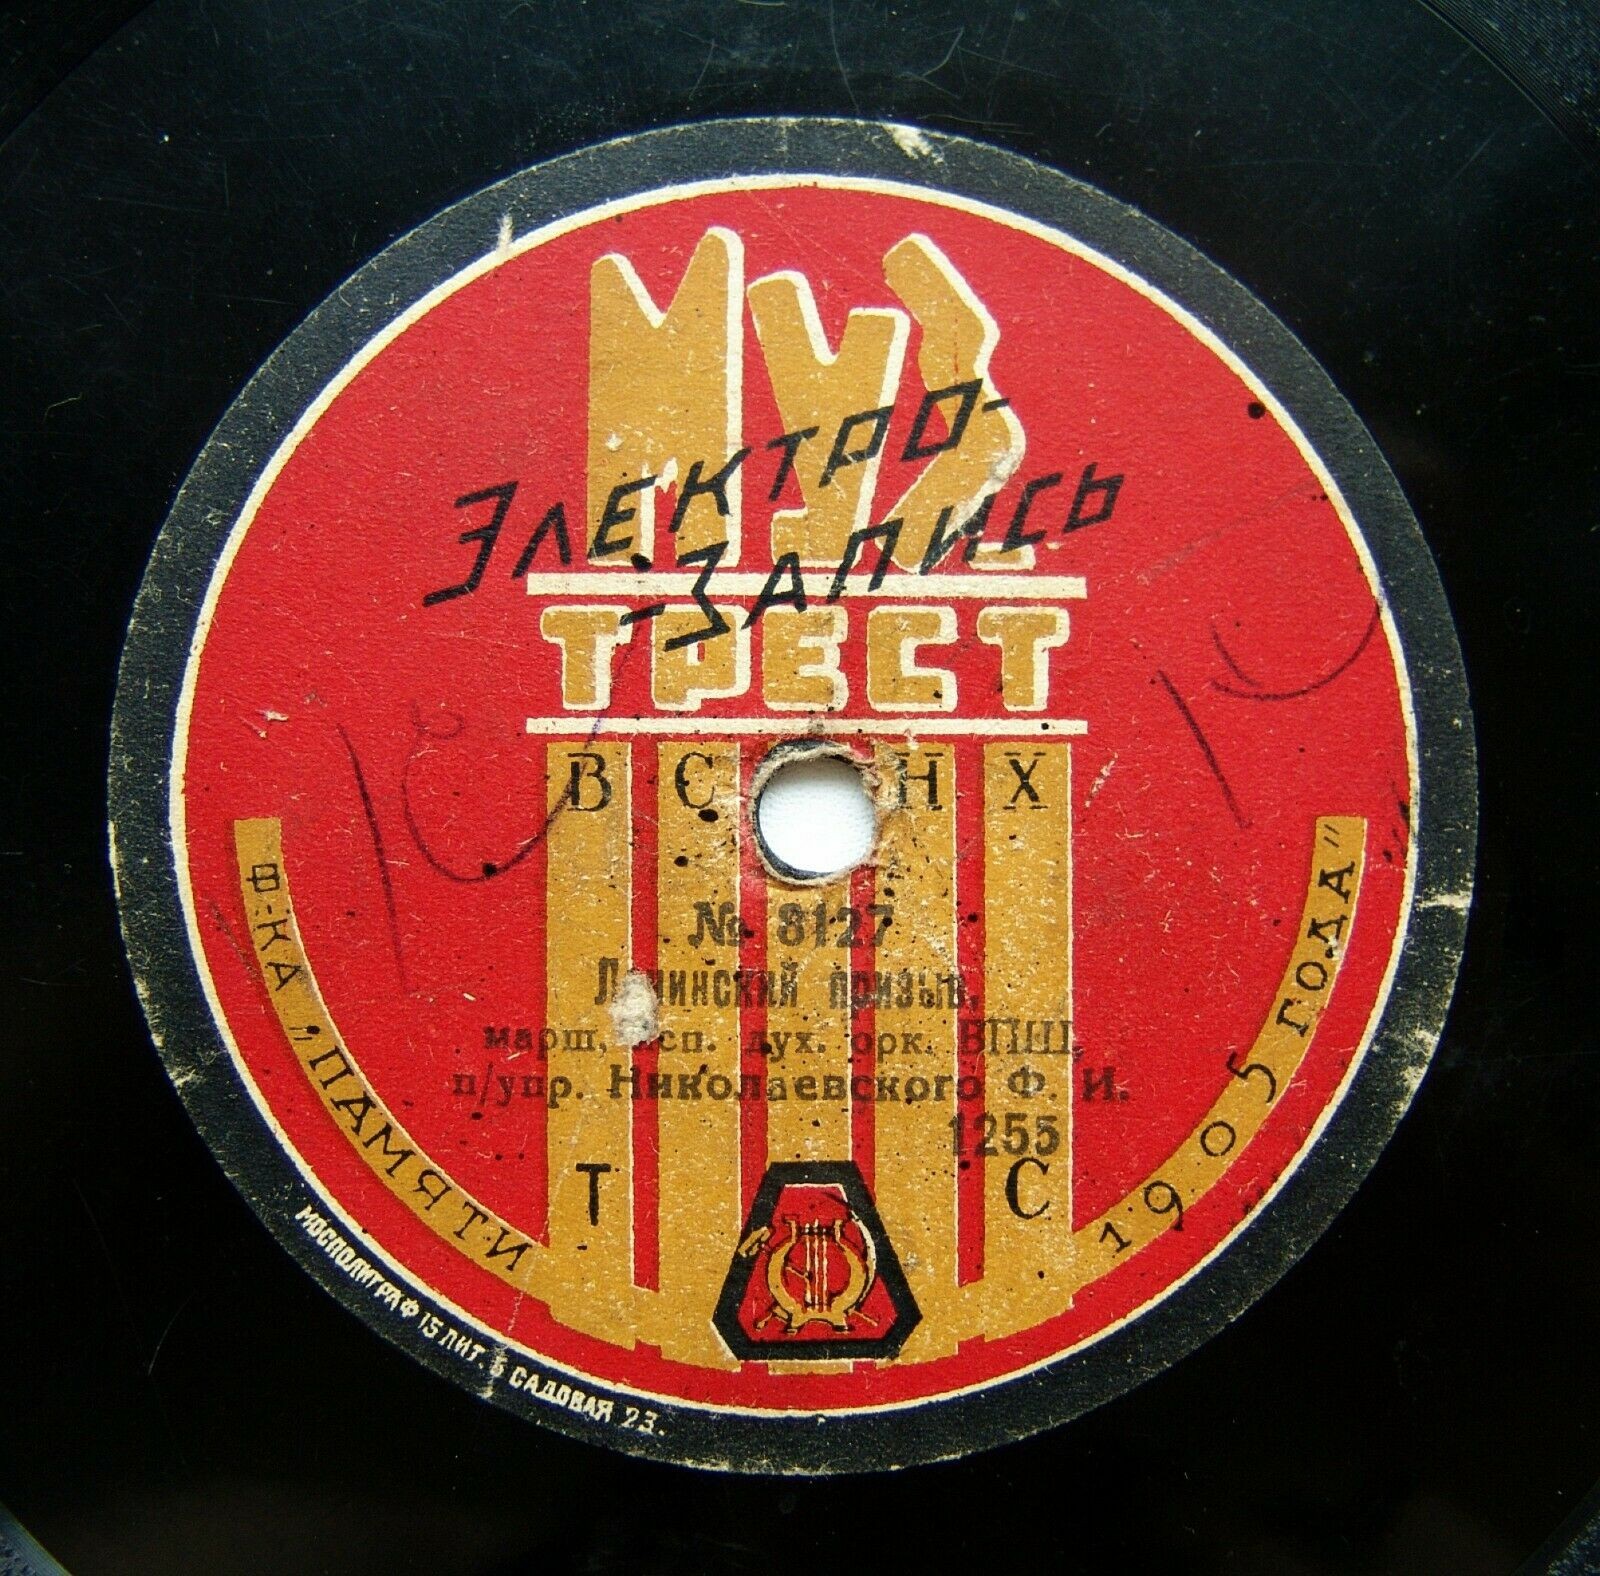 МУЗ
ЭЛЕКТРО-
-ЗАПИСЬ
ТРЕСТ
В С Н Х
№ 8127
Ленинский призыв,
марш, исп. дух. орк. ВПШ,
п/упр. Николаевского Ф. И.
1255
Т С
Ф-КА „ПАМЯТИ 1905 ГОДА"
МОСПОЛИГРАФ 15 ЛИТ. 5 САДОВАЯ 23.